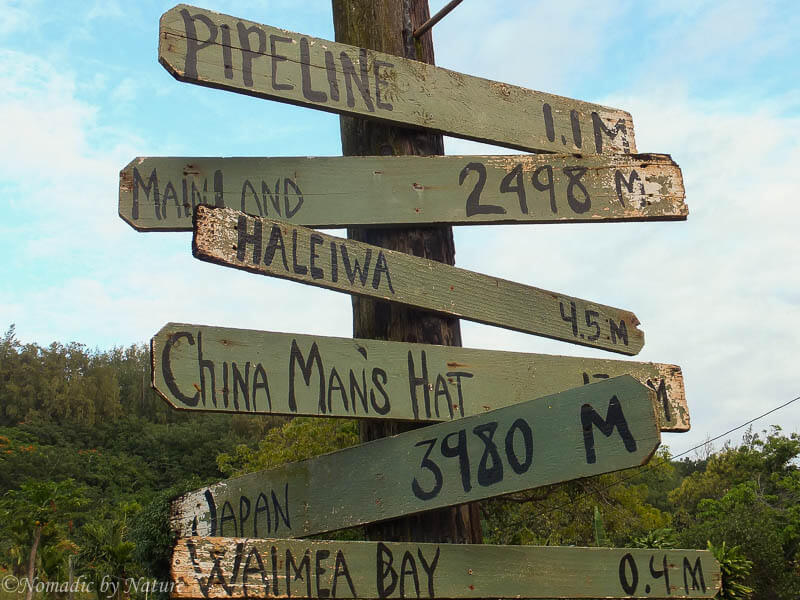 PIPELINE 1.1 M
MAINLAND 2498 M.
HALEIWA 4.5 M
CHINA MAN'S HAT M
JAPAN 3980 M
WAIMEA BAY 0.4 M
©Nomadic by Nature